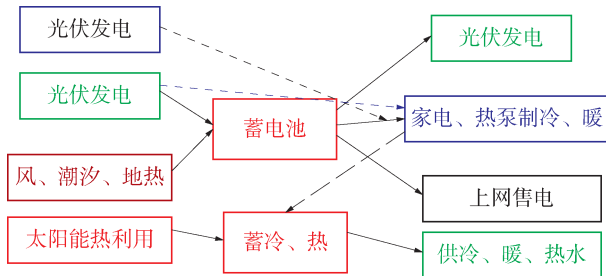 光伏发电
光伏发电
光伏发电
家电、热泵制冷、暖
蓄电池
风、潮汐、地热
上网售电
太阳能热利用
蓄冷、热
供冷、暖、热水